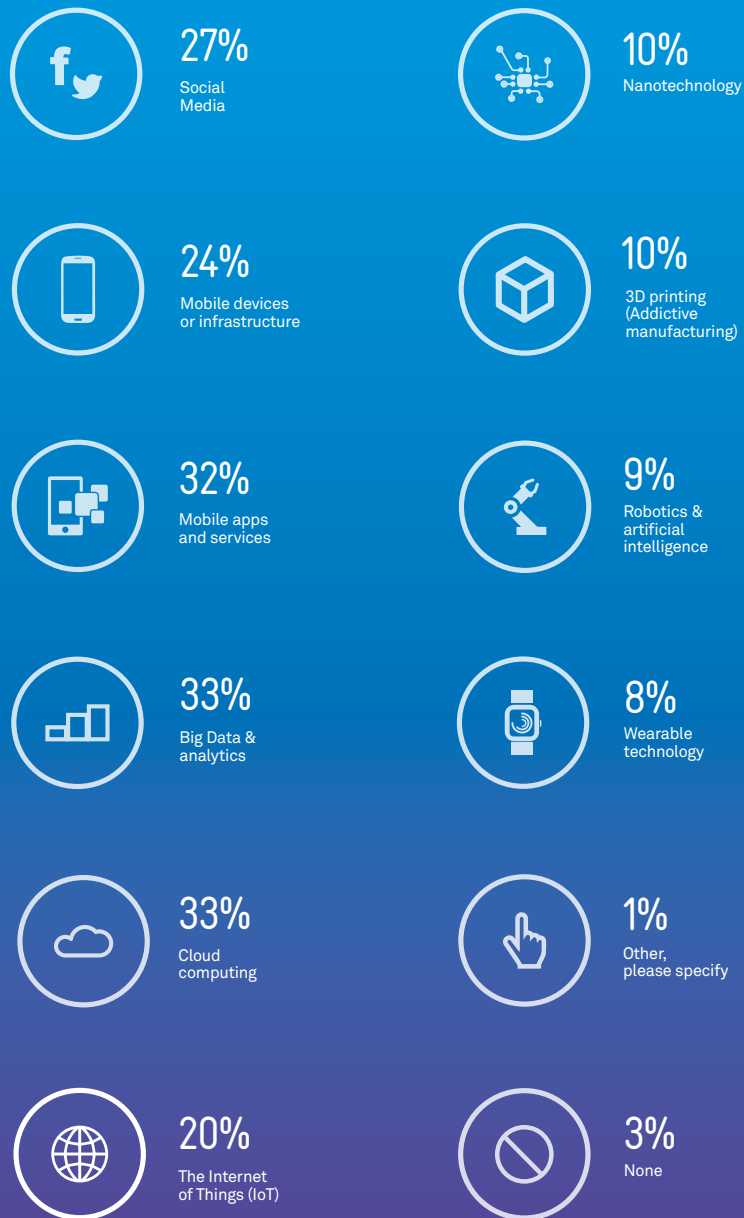 27%
Social
Media
24%
Mobile devices
or infrastructure
32%
Mobile apps
and services
33%
Big Data &
analytics
33%
Cloud
computing
20%
The Internet
of Things (IoT)
10%
Nanotechnology
10%
3D printing
(Addictive
manufacturing)
9%
Robotics &
artificial
intelligence
8%
Wearable
technology
1%
Other,
please specify
3%
None